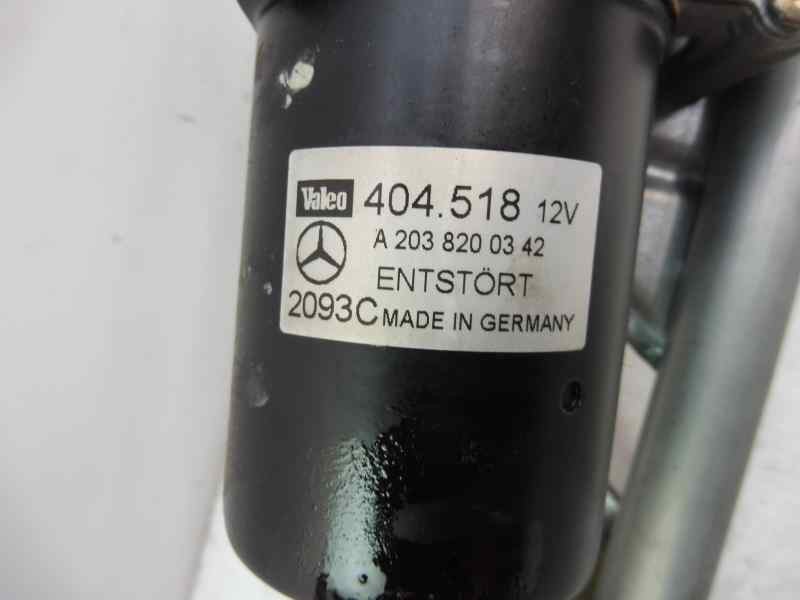 Valeo 404.518 12V
A 203 820 03 42
ENTSTÖRT
2093C MADE IN GERMANY